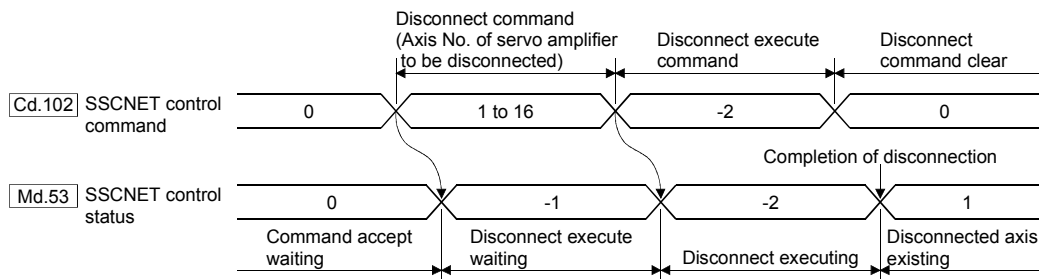 Disconnect command
(Axis No. of servo amplifier
to be disconnected)
Disconnect execute
command
Disconnect
command clear
Cd.102 SSCNET control
command
0
1 to 16
-2
0
Completion of disconnection
Md.53 SSCNET control
status
0
-1
-2
1
Command accept
waiting
Disconnect execute
waiting
Disconnect executing
Disconnected axis
existing